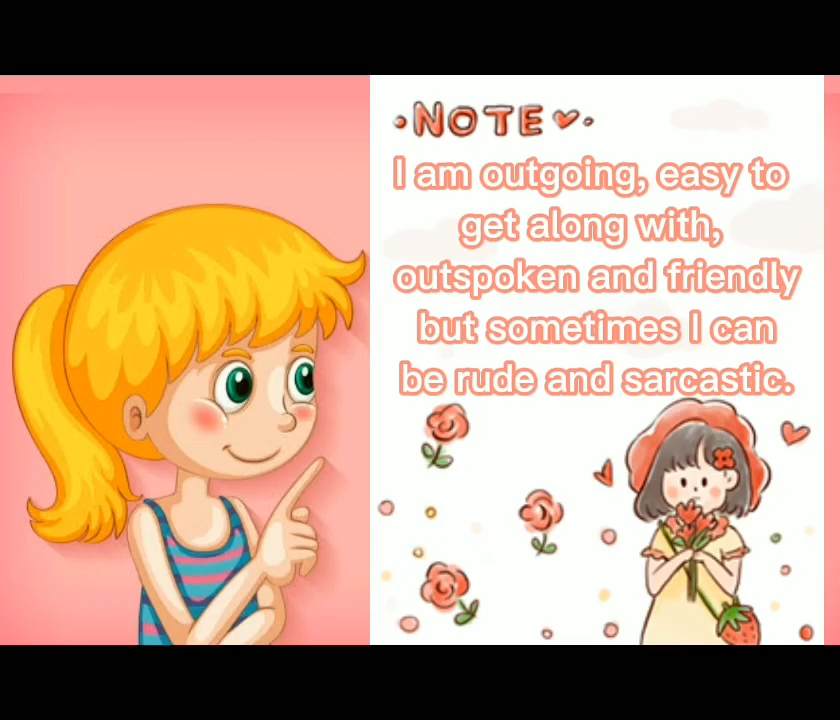 NOTE
I am outgoing, easy to
get along with,
outspoken and friendly
but sometimes I can
be rude and sarcastic.